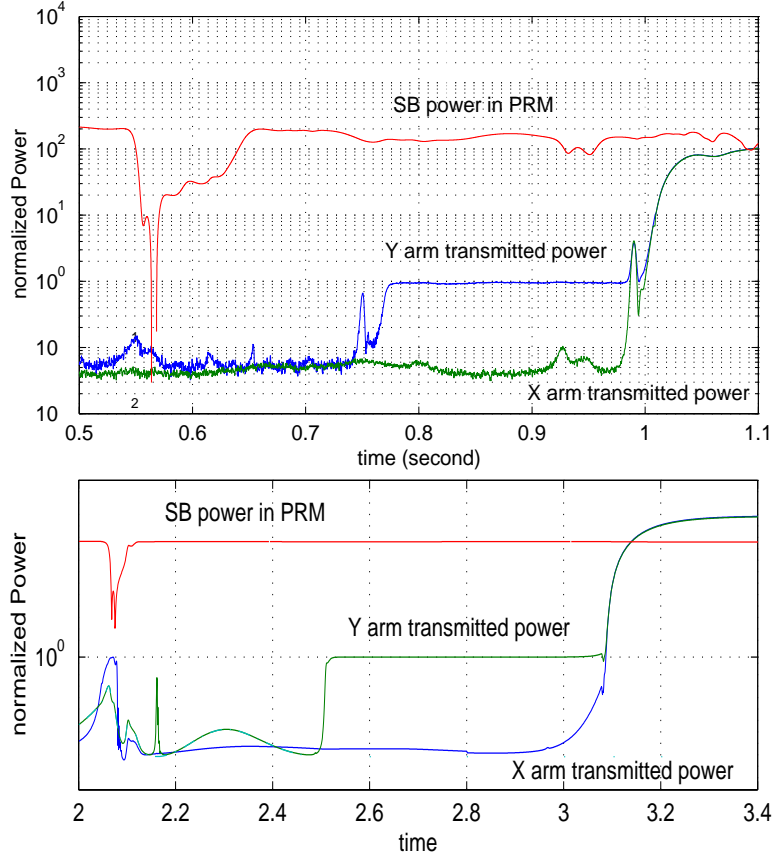 10^4
10^3
SB power in PRM
10^2
normalized Power
10^1
Y arm transmitted power
10^0
1
2
X arm transmitted power
10
0.5 0.6 0.7 0.8 0.9 1 1.1
time (second)
SB power in PRM
Y arm transmitted power
normalized Power
10^0
X arm transmitted power
2 2.2 2.4 2.6 2.8 3 3.2 3.4
time